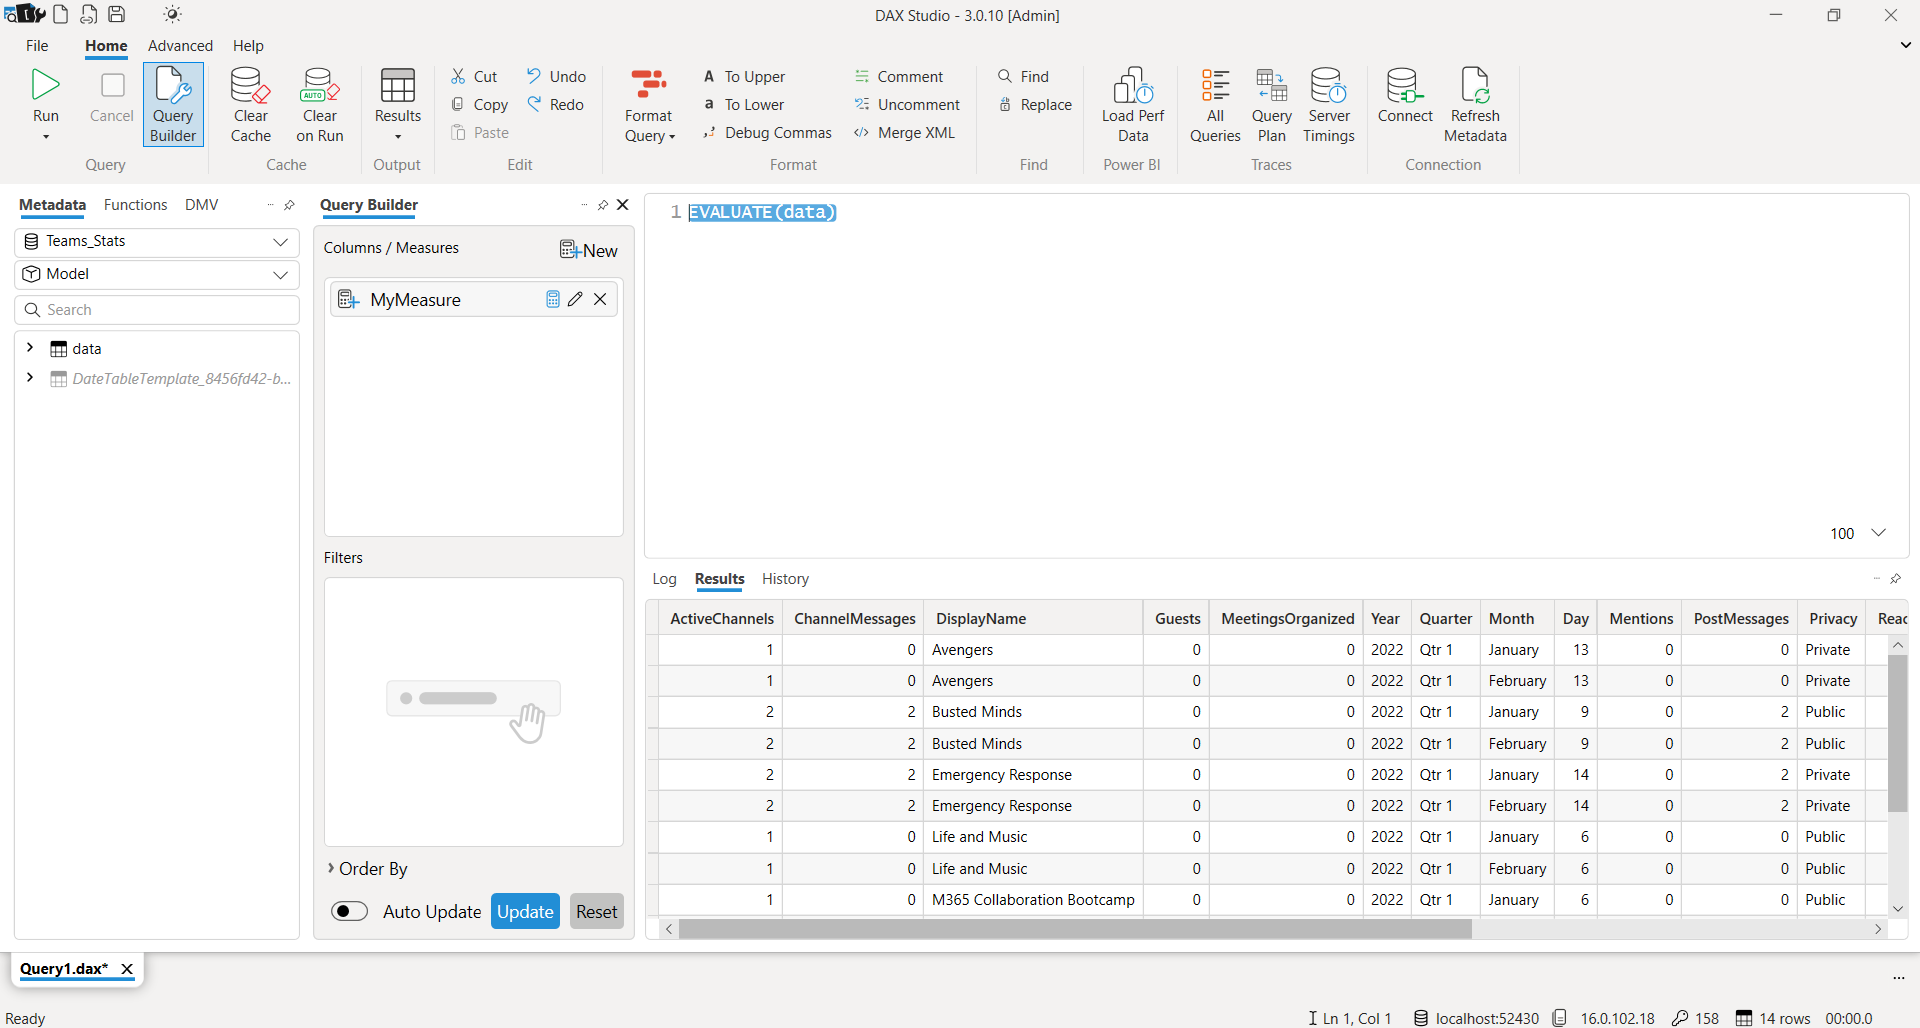 DAX Studio - 3.0.10 [Admin]
File Home Advanced Help
Run
Cancel
Query Builder
Query
Clear Cache
Clear on Run
AUTO
Cache
Results
Output
Cut Undo
Copy Redo
Paste
Edit
Format Query
A To Upper
a To Lower
Debug Commas
Comment
Uncomment
Merge XML
Format
Find
Replace
Find
Load Perf Data
Power BI
All Queries
Query Plan
Server Timings
Traces
Connect
Refresh Metadata
Connection
Metadata Functions DMV
Teams_Stats
Model
Search
data
DateTableTemplate_8456fd42-b...
Query Builder
Columns / Measures New
MyMeasure
Filters
Order By
Auto Update Update Reset
1 EVALUATE(data)
100
Log Results History
ActiveChannels ChannelMessages DisplayName Guests MeetingsOrganized Year Quarter Month Day Mentions PostMessages Privacy Reac
1 0 Avengers 0 0 2022 Qtr 1 January 13 0 0 Private
1 0 Avengers 0 0 2022 Qtr 1 February 13 0 0 Private
2 2 Busted Minds 0 0 2022 Qtr 1 January 9 0 2 Public
2 2 Busted Minds 0 0 2022 Qtr 1 February 9 0 2 Public
2 2 Emergency Response 0 0 2022 Qtr 1 January 14 0 2 Private
2 2 Emergency Response 0 0 2022 Qtr 1 February 14 0 2 Private
1 0 Life and Music 0 0 2022 Qtr 1 January 6 0 0 Public
1 0 Life and Music 0 0 2022 Qtr 1 February 6 0 0 Public
1 0 M365 Collaboration Bootcamp 0 0 2022 Qtr 1 January 6 0 0 Public
Query1.dax*
Ready
Ln 1, Col 1 localhost:52430 16.0.102.18 158 14 rows 00:00.0